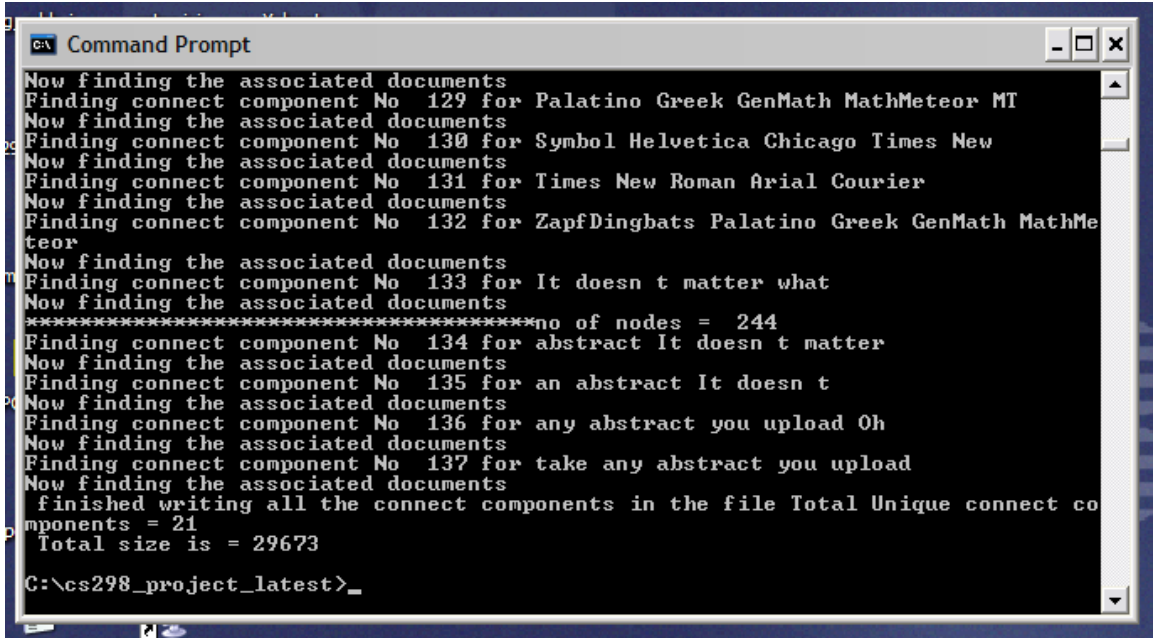 Command Prompt
Now finding the associated documents
Finding connect component No  129 for Palatino Greek GenMath MathMeteor MT
Now finding the associated documents
Finding connect component No  130 for Symbol Helvetica Chicago Times New
Now finding the associated documents
Finding connect component No  131 for Times New Roman Arial Courier
Now finding the associated documents
Finding connect component No  132 for ZapfDingbats Palatino Greek GenMath MathMe
teor
Now finding the associated documents
Finding connect component No  133 for It doesn t matter what
Now finding the associated documents
**************************************no of nodes =  244
Finding connect component No  134 for abstract It doesn t matter
Now finding the associated documents
Finding connect component No  135 for an abstract It doesn t
Now finding the associated documents
Finding connect component No  136 for any abstract you upload Oh
Now finding the associated documents
Finding connect component No  137 for take any abstract you upload
Now finding the associated documents
 finished writing all the connect components in the file Total Unique connect co
mponents = 21
 Total size is = 29673
C:\cs298_project_latest>_